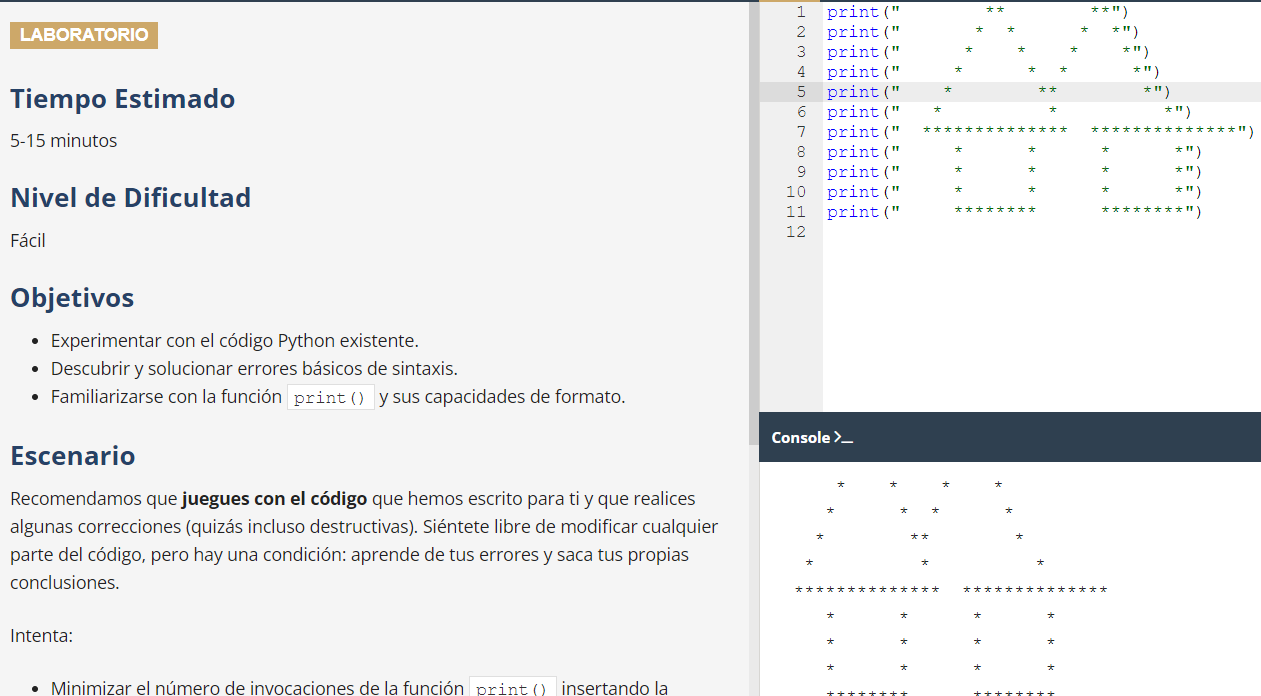 LABORATORIO
Tiempo Estimado
5-15 minutos
Nivel de Dificultad
Fácil
Objetivos
• Experimentar con el código Python existente.
• Descubrir y solucionar errores básicos de sintaxis.
• Familiarizarse con la función print() y sus capacidades de formato.
Escenario
Recomendamos que juegues con el código que hemos escrito para ti y que realices
algunas correcciones (quizás incluso destructivas). Siéntete libre de modificar cualquier
parte del código, pero hay una condición: aprende de tus errores y saca tus propias
conclusiones.
Intenta:
• Minimizar el número de invocaciones de la función print() insertando la
1 print("        **        **")
2 print("       *  *      *  *")
3 print("      *    *    *    *")
4 print("     *      *  *      *")
5 print("    *        **        *")
6 print("   *          *          *")
7 print("  **************  **************")
8 print("     *      *      *      *")
9 print("     *      *      *      *")
10 print("     *      *      *      *")
11 print("     ********      ********")
12
Console>_
    *    *    *    *
   *      *  *      *
  *        **        *
 *          *          *
**************  **************
   *      *      *      *
   *      *      *      *
   *      *      *      *
   ********      ********